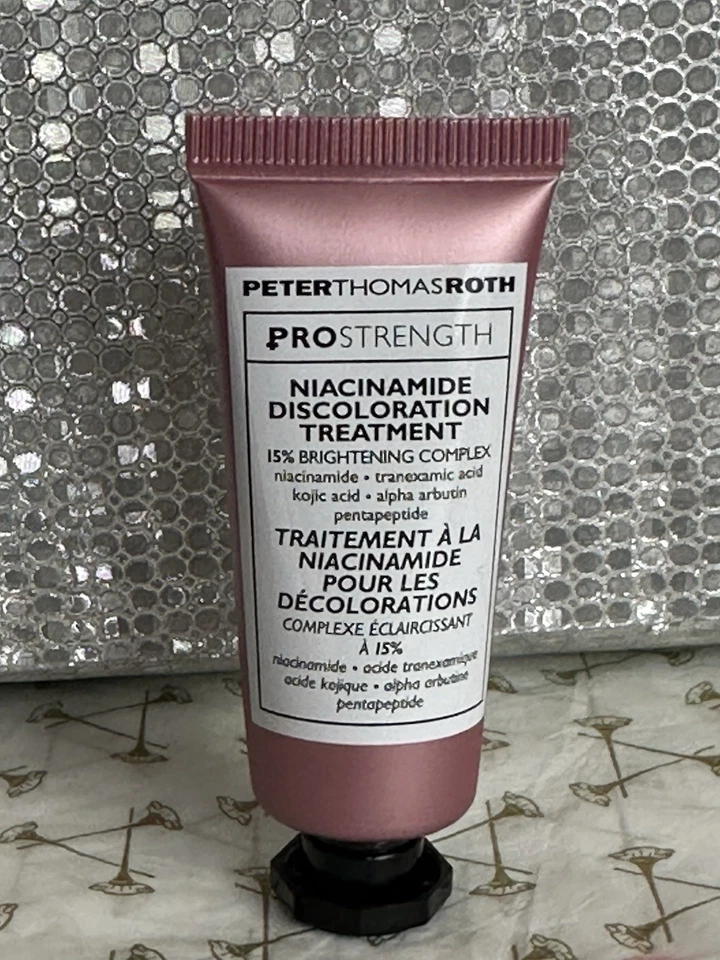 PETERTHOMASROTH
PROSTRENGTH
NIACINAMIDE
DISCOLORATION
TREATMENT
15% BRIGHTENING COMPLEX
niacinamide • tranexamic acid
kojic acid • alpha arbutin
pentapeptide
TRAITEMENT À LA
NIACINAMIDE
POUR LES
DÉCOLORATIONS
COMPLEXE ÉCLAIRCISSANT
À 15%
niacinamide • acide tranexamique
acide kojique • alpha arbutine
pentapeptide